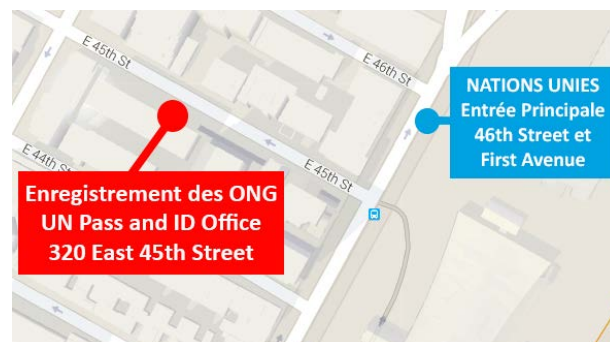 E 45th St
E 46th St
NATIONS UNIES
Entrée Principale
46th Street et
First Avenue
E 44th St
E 45th St
Enregistrement des ONG
UN Pass and ID Office
320 East 45th Street